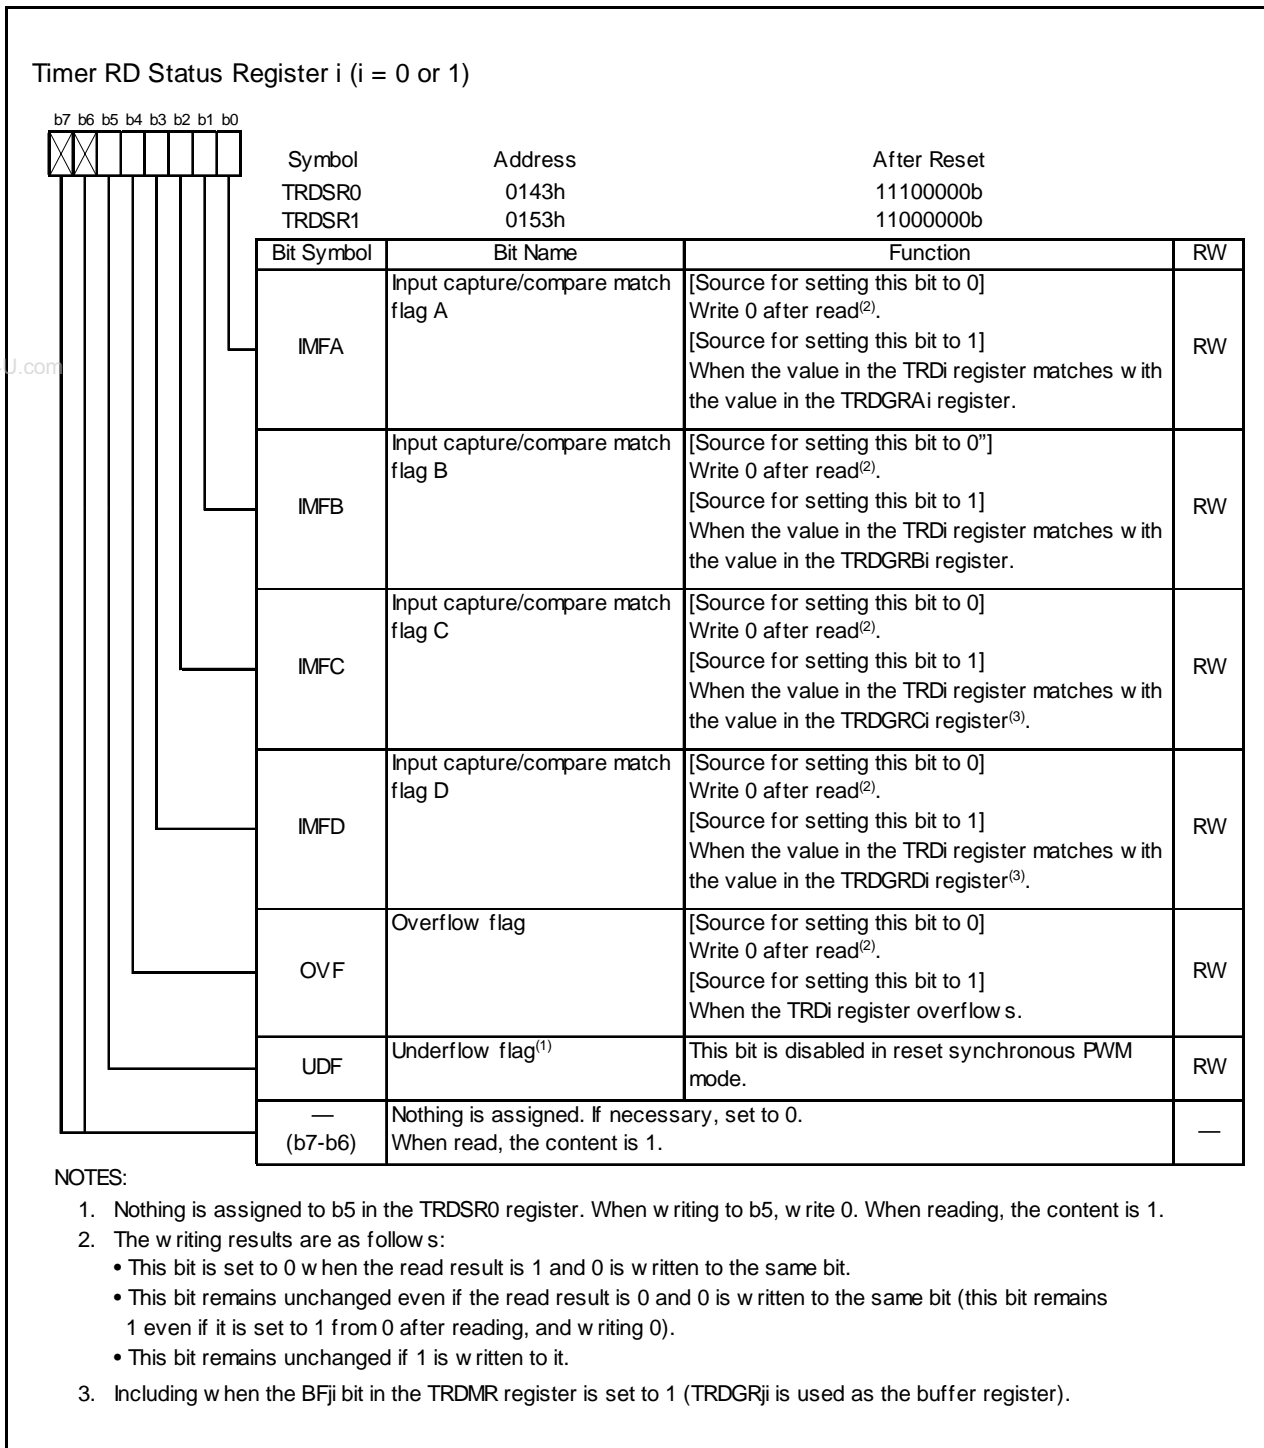 Timer RD Status Register i (i = 0 or 1)
b7 b6 b5 b4 b3 b2 b1 b0
Symbol Address After Reset
TRDSR0 0143h 11100000b
TRDSR1 0153h 11000000b
Bit Symbol Bit Name Function RW
Input capture/compare match [Source for setting this bit to 0]
flag A Write 0 after read(2).
[Source for setting this bit to 1]
IMFA RW
When the value in the TRDi register matches with
the value in the TRDGRAi register.
U.com
Input capture/compare match [Source for setting this bit to 0”]
flag B Write 0 after read(2).
[Source for setting this bit to 1]
IMFB RW
When the value in the TRDi register matches with
the value in the TRDGRBi register.
Input capture/compare match [Source for setting this bit to 0]
flag C Write 0 after read(2).
[Source for setting this bit to 1]
IMFC RW
When the value in the TRDi register matches with
the value in the TRDGRCi register(3).
Input capture/compare match [Source for setting this bit to 0]
flag D Write 0 after read(2).
[Source for setting this bit to 1]
IMFD RW
When the value in the TRDi register matches with
the value in the TRDGRDi register(3).
Overflow flag [Source for setting this bit to 0]
Write 0 after read(2).
OVF RW
[Source for setting this bit to 1]
When the TRDi register overflows.
Underflow flag(1) This bit is disabled in reset synchronous PWM
UDF RW
mode.
— Nothing is assigned. If necessary, set to 0. —
(b7-b6) When read, the content is 1.
NOTES:
1. Nothing is assigned to b5 in the TRDSR0 register. When writing to b5, write 0. When reading, the content is 1.
2. The writing results are as follows:
• This bit is set to 0 when the read result is 1 and 0 is written to the same bit.
• This bit remains unchanged even if the read result is 0 and 0 is written to the same bit (this bit remains
1 even if it is set to 1 from 0 after reading, and writing 0).
• This bit remains unchanged if 1 is written to it.
3. Including when the BFji bit in the TRDMR register is set to 1 (TRDGRji is used as the buffer register).